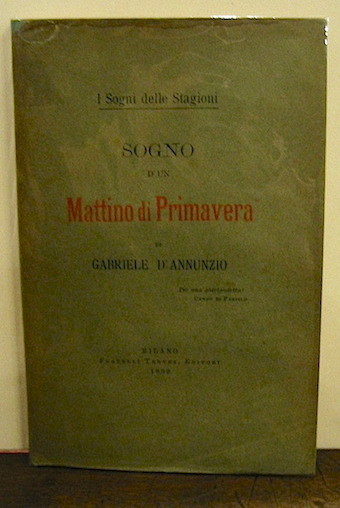 I Sogni delle Stagioni
SOGNO
D'UN
Mattino di Primavera
DI
GABRIELE D'ANNUNZIO
MILANO
Fratelli Treves, Editori